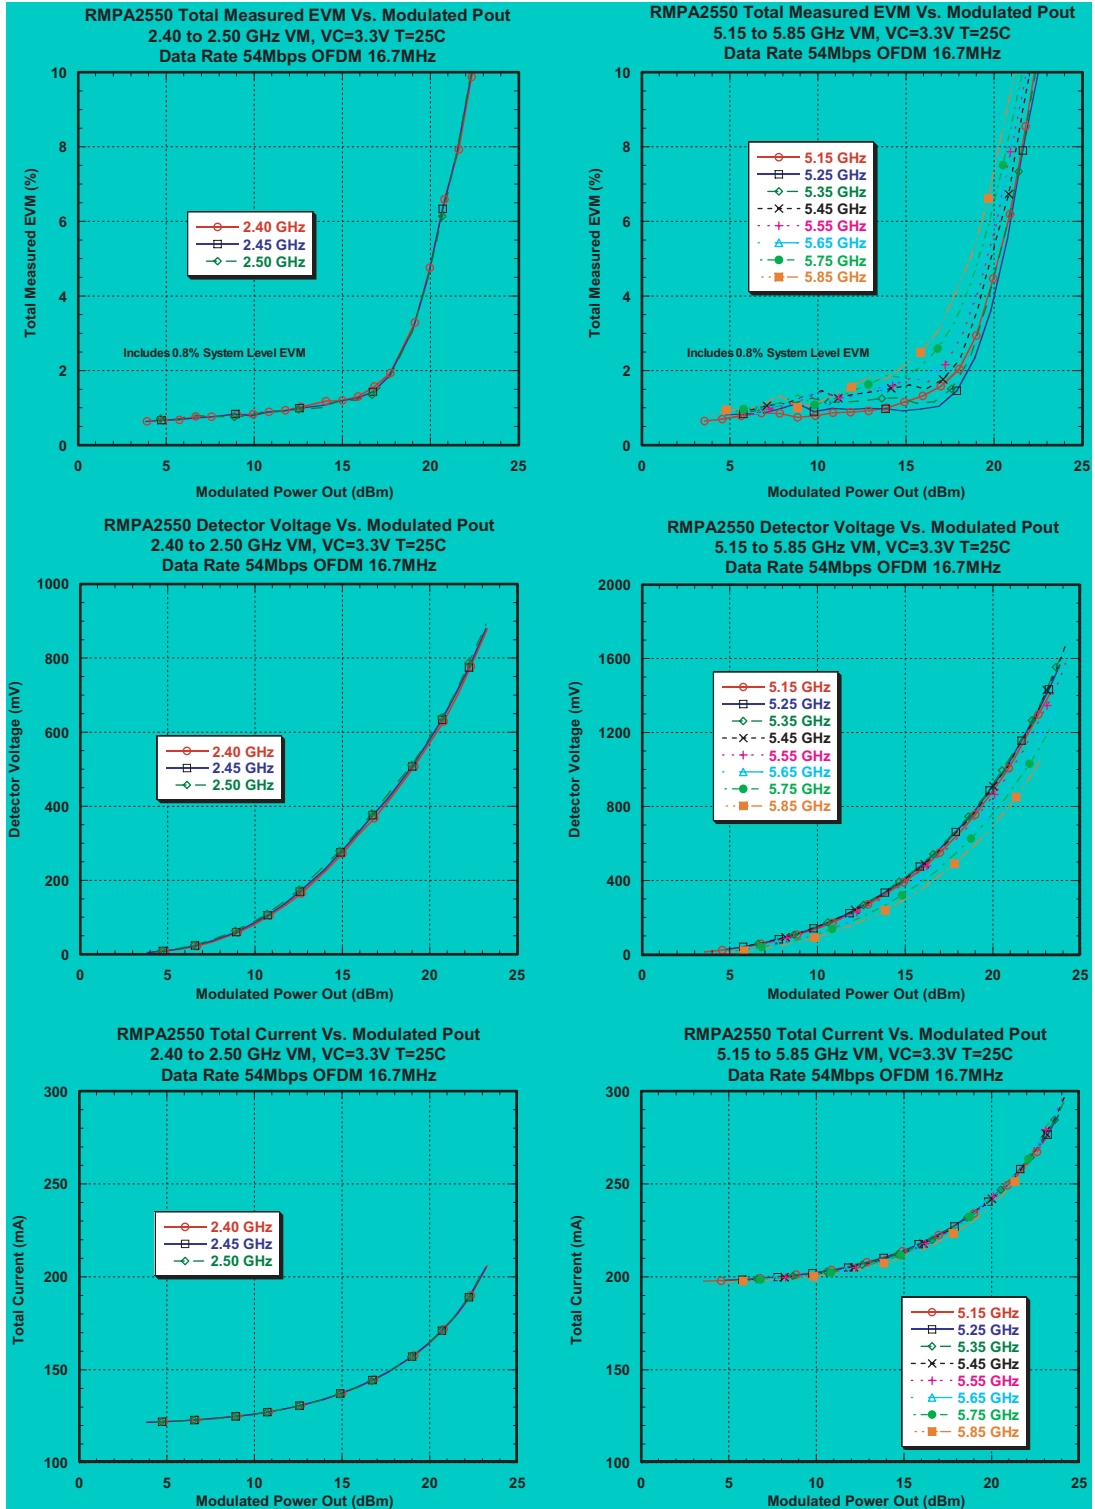 RMPA2550 Total Measured EVM Vs. Modulated Pout
2.40 to 2.50 GHz VM, VC=3.3V T=25C
Data Rate 54Mbps OFDM 16.7MHz
10
8
6
4
2
0
Total Measured EVM (%)
2.40 GHz
2.45 GHz
2.50 GHz
Includes 0.8% System Level EVM
0 5 10 15 20 25
Modulated Power Out (dBm)
RMPA2550 Total Measured EVM Vs. Modulated Pout
5.15 to 5.85 GHz VM, VC=3.3V T=25C
Data Rate 54Mbps OFDM 16.7MHz
10
8
6
4
2
0
Total Measured EVM (%)
5.15 GHz
5.25 GHz
5.35 GHz
5.45 GHz
5.55 GHz
5.65 GHz
5.75 GHz
5.85 GHz
Includes 0.8% System Level EVM
0 5 10 15 20 25
Modulated Power Out (dBm)
RMPA2550 Detector Voltage Vs. Modulated Pout
2.40 to 2.50 GHz VM, VC=3.3V T=25C
Data Rate 54Mbps OFDM 16.7MHz
1000
800
600
400
200
0
Detector Voltage (mV)
2.40 GHz
2.45 GHz
2.50 GHz
0 5 10 15 20 25
Modulated Power Out (dBm)
RMPA2550 Detector Voltage Vs. Modulated Pout
5.15 to 5.85 GHz VM, VC=3.3V T=25C
Data Rate 54Mbps OFDM 16.7MHz
2000
1600
1200
800
400
0
Detector Voltage (mV)
5.15 GHz
5.25 GHz
5.35 GHz
5.45 GHz
5.55 GHz
5.65 GHz
5.75 GHz
5.85 GHz
0 5 10 15 20 25
Modulated Power Out (dBm)
RMPA2550 Total Current Vs. Modulated Pout
2.40 to 2.50 GHz VM, VC=3.3V T=25C
Data Rate 54Mbps OFDM 16.7MHz
300
250
200
150
100
Total Current (mA)
2.40 GHz
2.45 GHz
2.50 GHz
0 5 10 15 20 25
Modulated Power Out (dBm)
RMPA2550 Total Current Vs. Modulated Pout
5.15 to 5.85 GHz VM, VC=3.3V T=25C
Data Rate 54Mbps OFDM 16.7MHz
300
250
200
150
100
Total Current (mA)
5.15 GHz
5.25 GHz
5.35 GHz
5.45 GHz
5.55 GHz
5.65 GHz
5.75 GHz
5.85 GHz
0 5 10 15 20 25
Modulated Power Out (dBm)